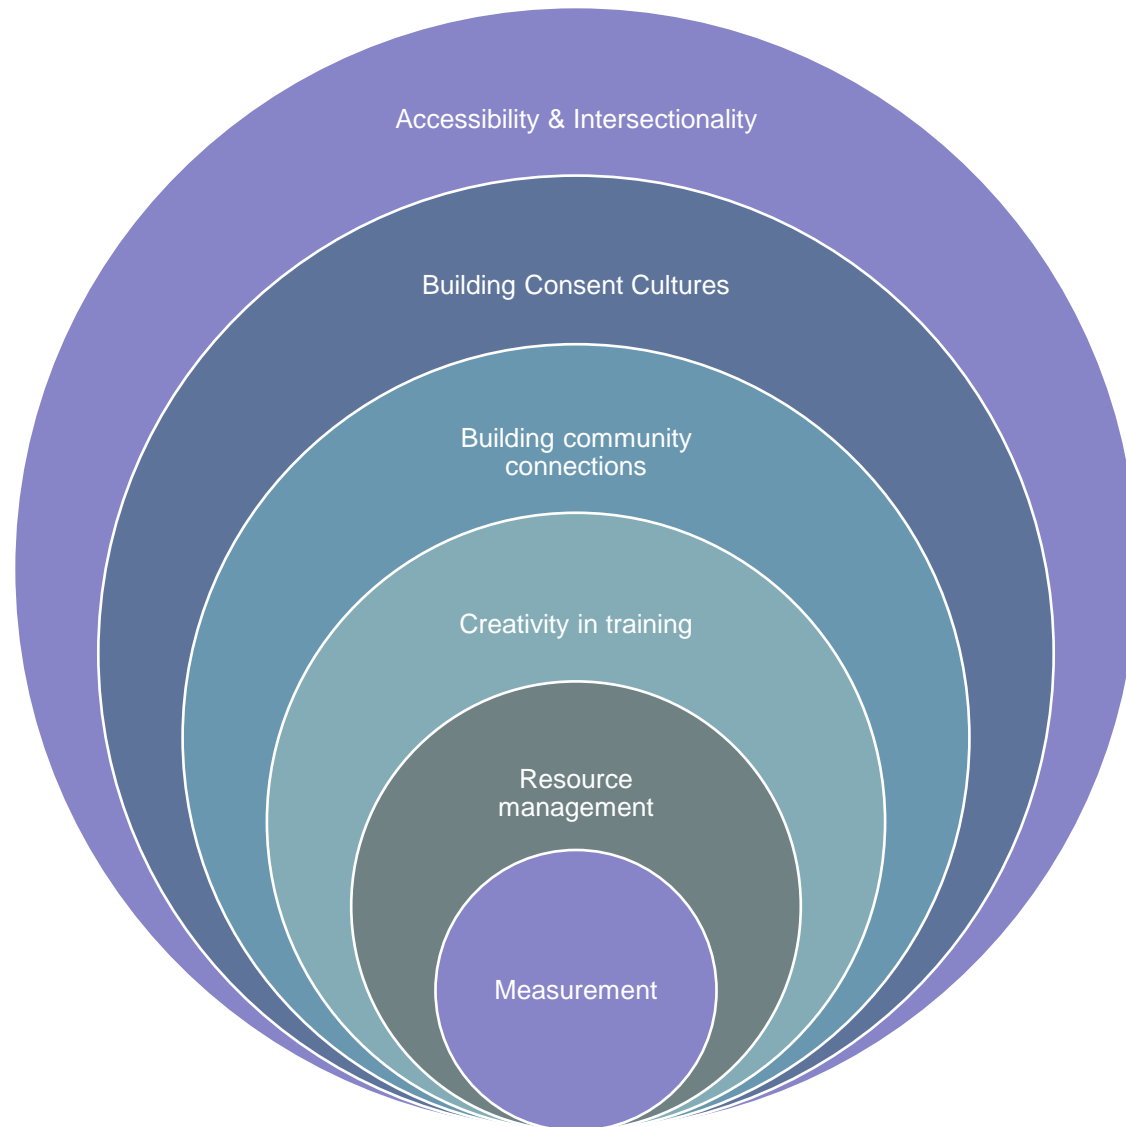 Accessibility & Intersectionality
Building Consent Cultures
Building community
connections
Creativity in training
Resource
management
Measurement